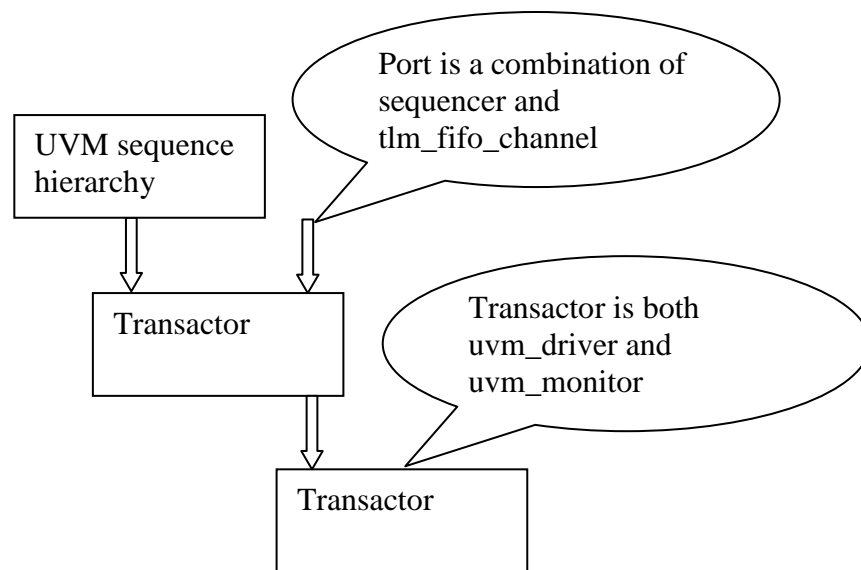 Port is a combination of
sequencer and
tlm_fifo_channel
UVM sequence
hierarchy
Transactor
Transactor is both
uvm_driver and
uvm_monitor
Transactor